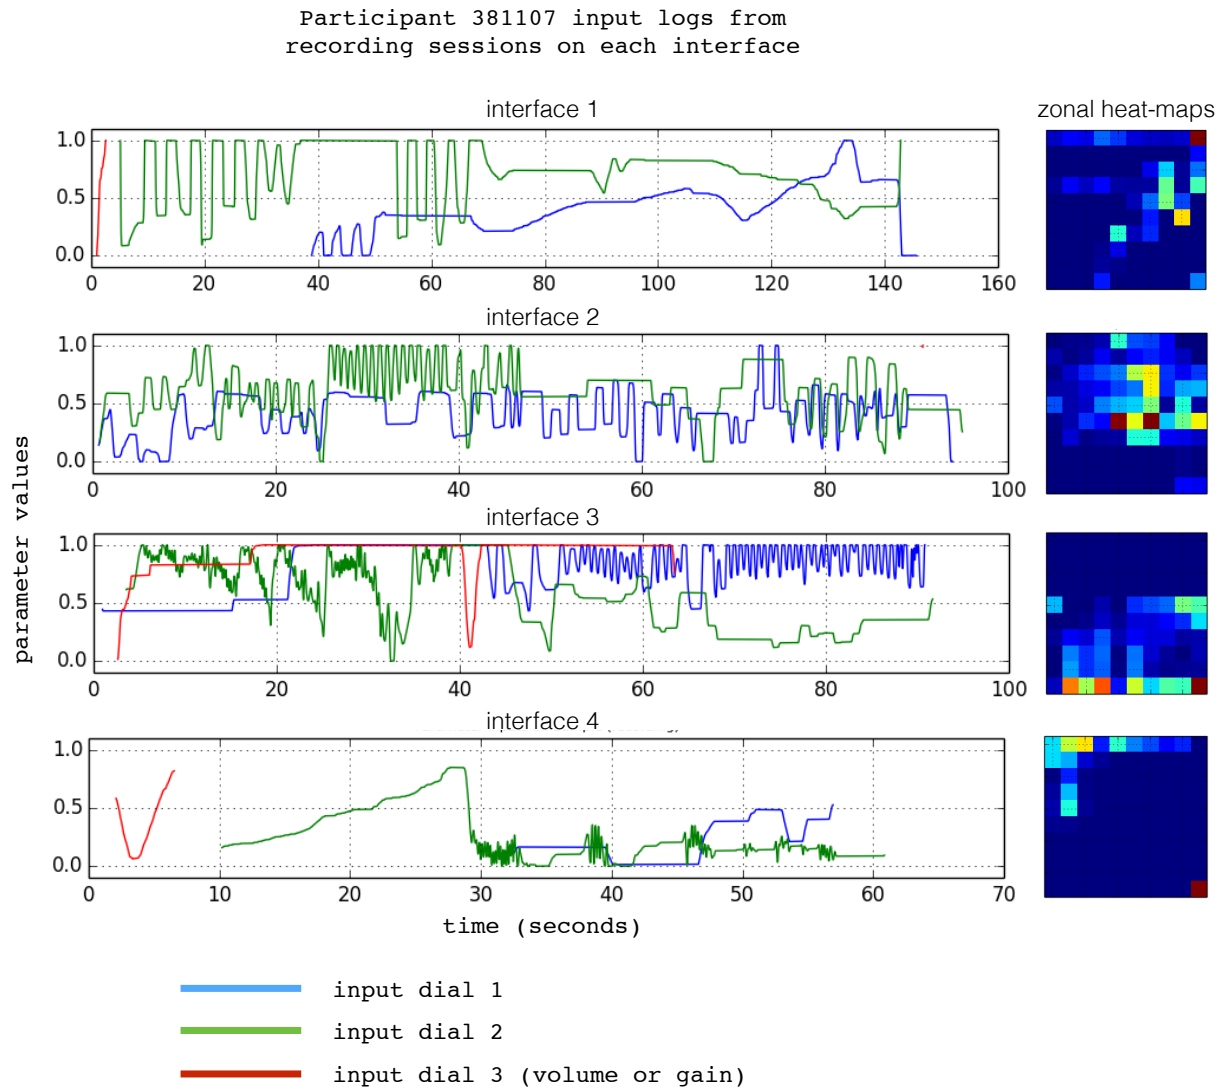 Participant 381107 input logs from
recording sessions on each interface
interface 1
zonal heat-maps
1.0
0.5
0.0
0 20 40 60 80 100 120 140 160
interface 2
1.0
0.5
0.0
0 20 40 60 80 100
interface 3
1.0
0.5
0.0
0 20 40 60 80 100
interface 4
1.0
0.5
0.0
0 10 20 30 40 50 60 70
parameter values
time (seconds)
input dial 1
input dial 2
input dial 3 (volume or gain)